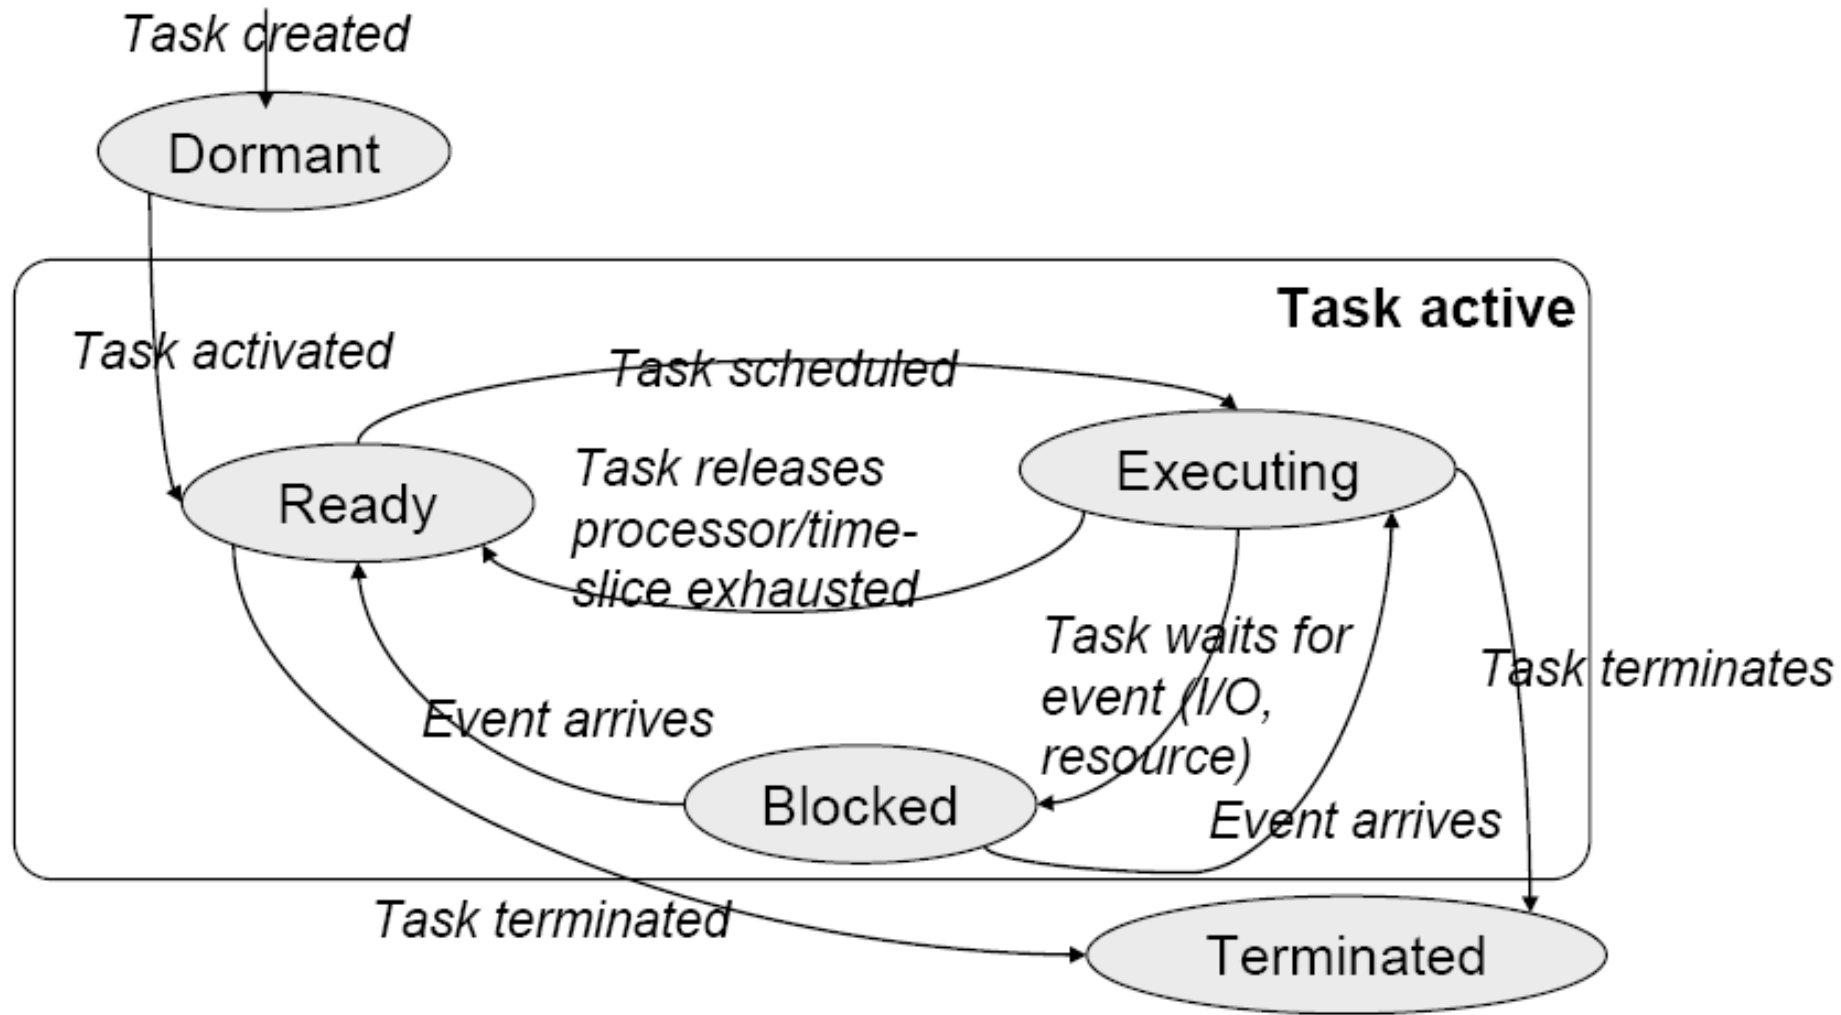 Task created
Dormant
Task active
Task activated
Task scheduled
Task releases
processor/time-
slice exhausted
Executing
Ready
Task waits for
event (I/O,
resource)
Task terminates
Event arrives
Blocked
Event arrives
Task terminated
Terminated